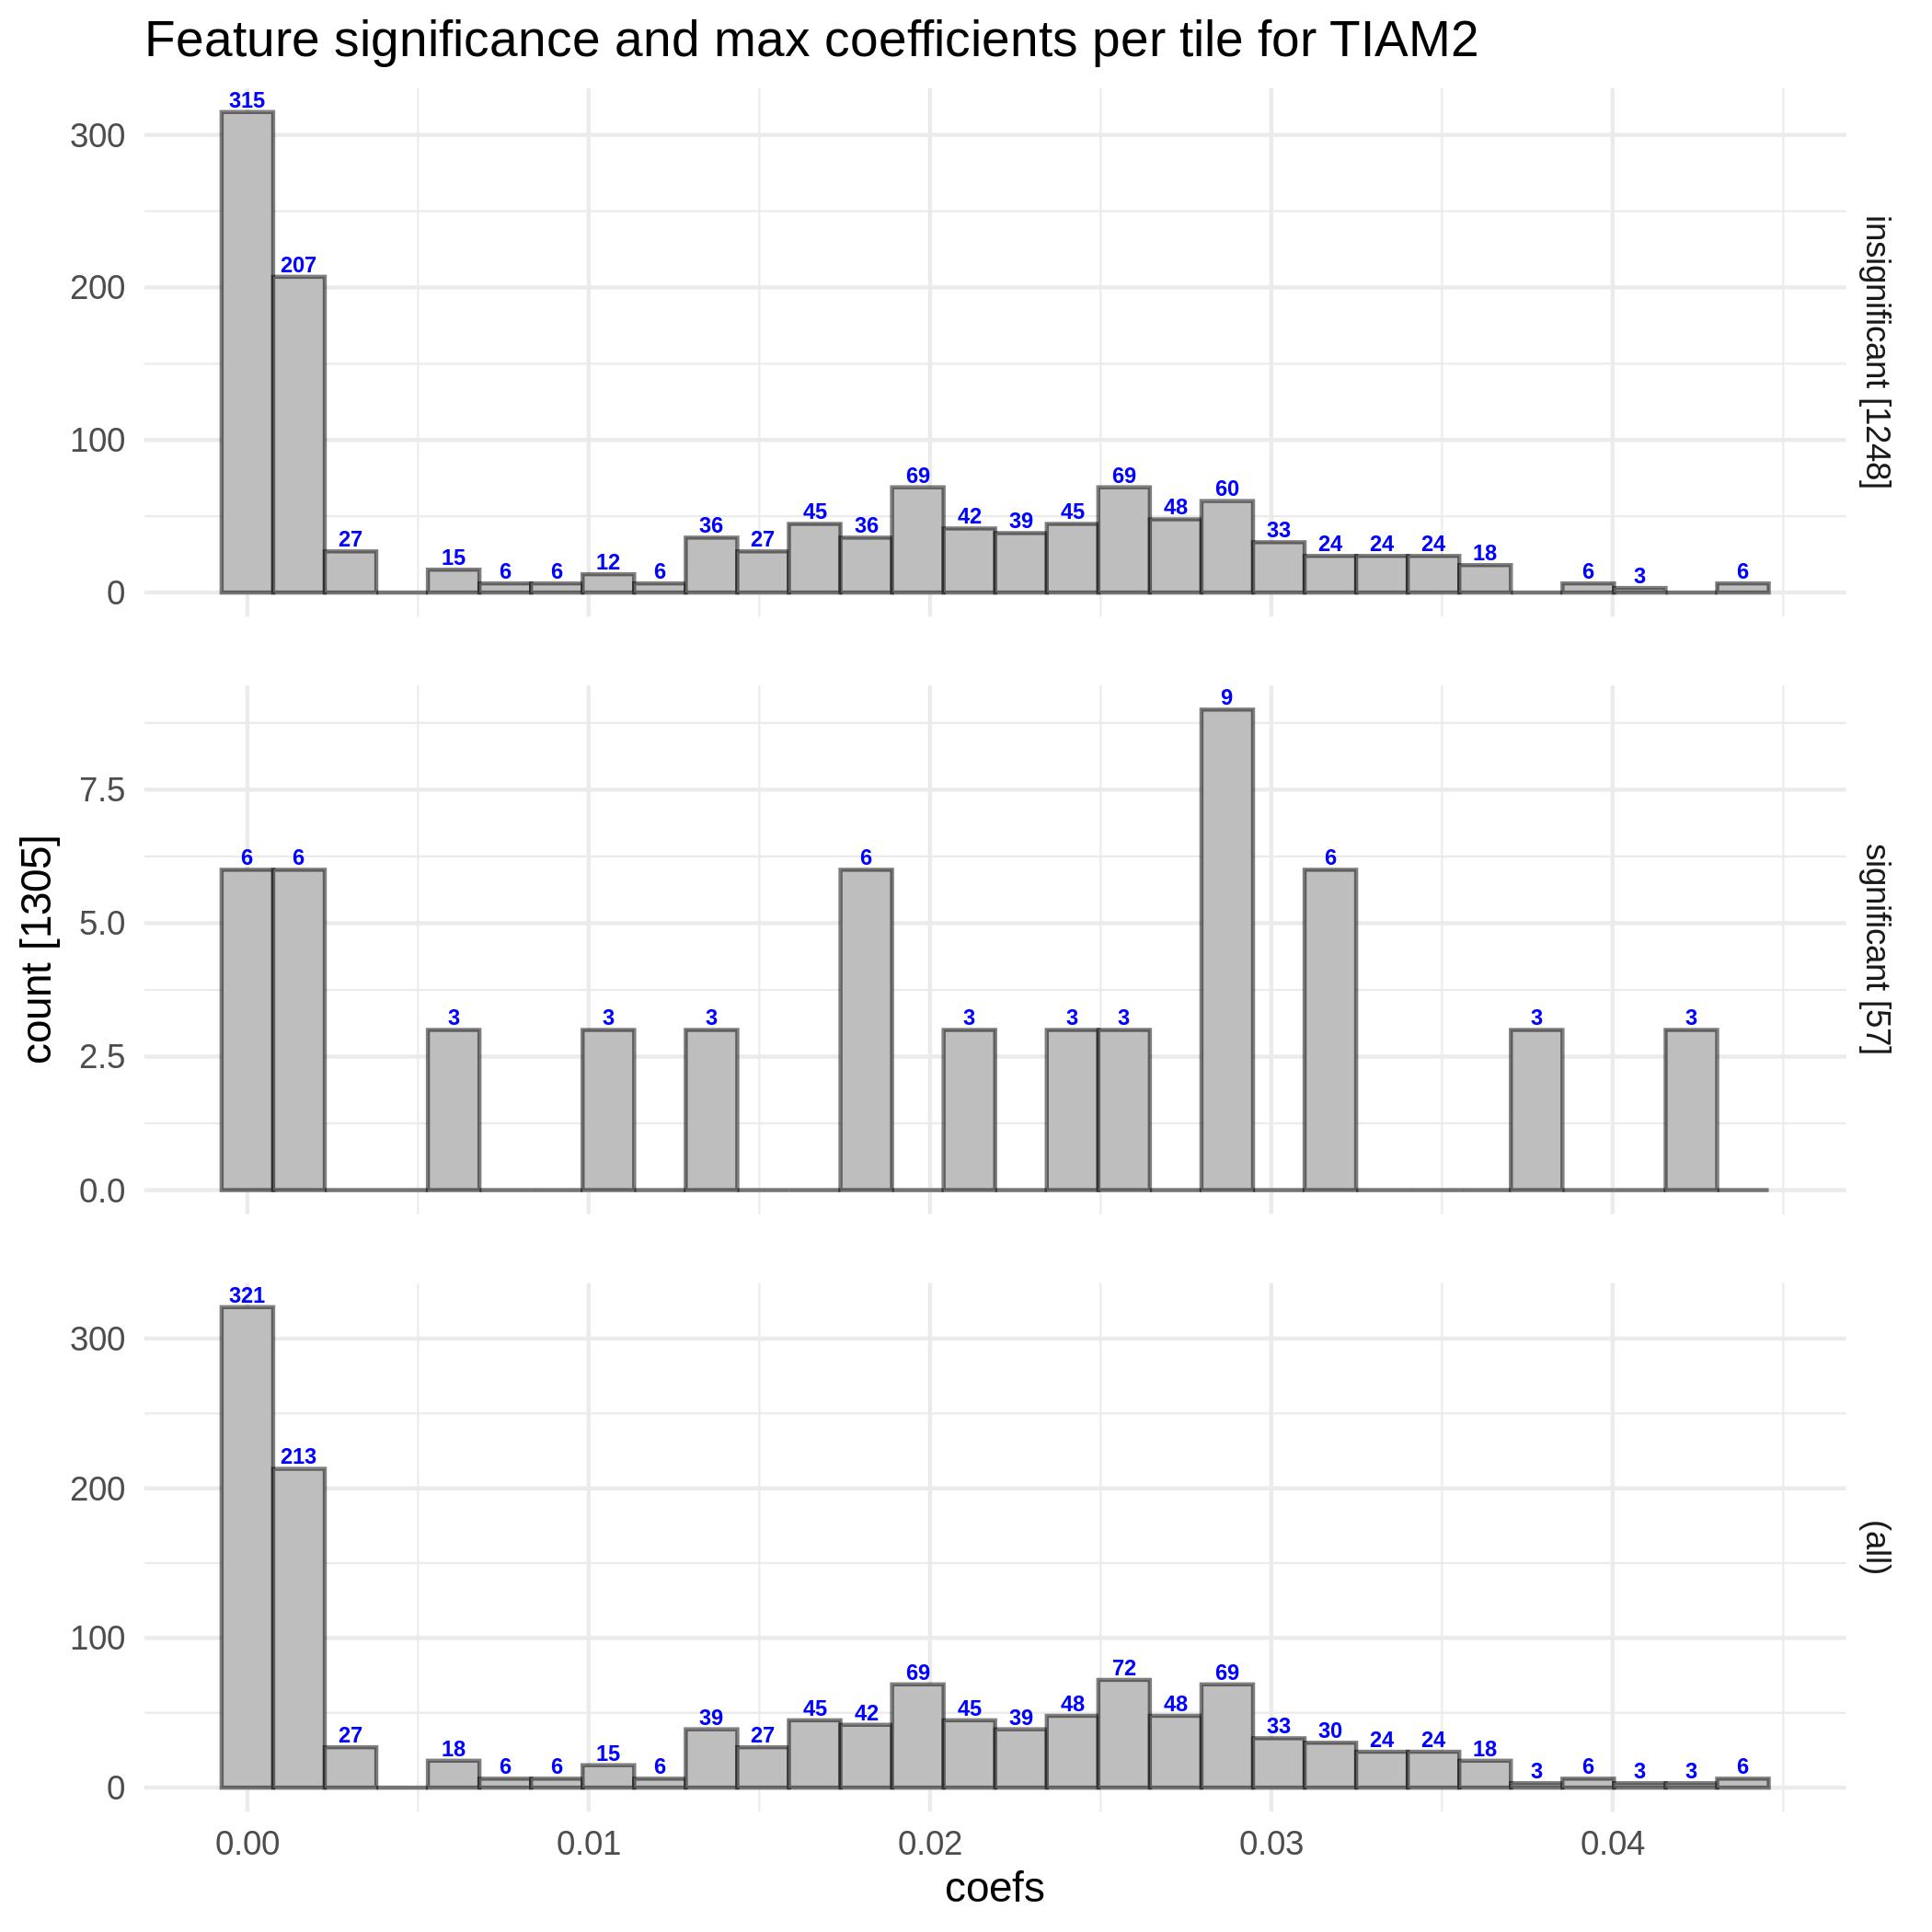 Feature significance and max coefficients per tile for TIAM2
315
300
207
200
insignificant [1248]
100
69 69
60
45 42 39 45 48
36 27 36 33
27 24 24 24 18
15 6 6 12 6 6 3 6
0
9
7.5
6 6 6 6
5.0
count [1305]
significant [57]
3 3 3 3 3 3 3 3
2.5
0.0
321
300
213
200
(all)
100
69 72 69
39 45 42 45 39 48 48
27 27 33 30 24 24
18 6 6 15 6 18 3 6 3 3 6
0
0.00 0.01 0.02 0.03 0.04
coefs